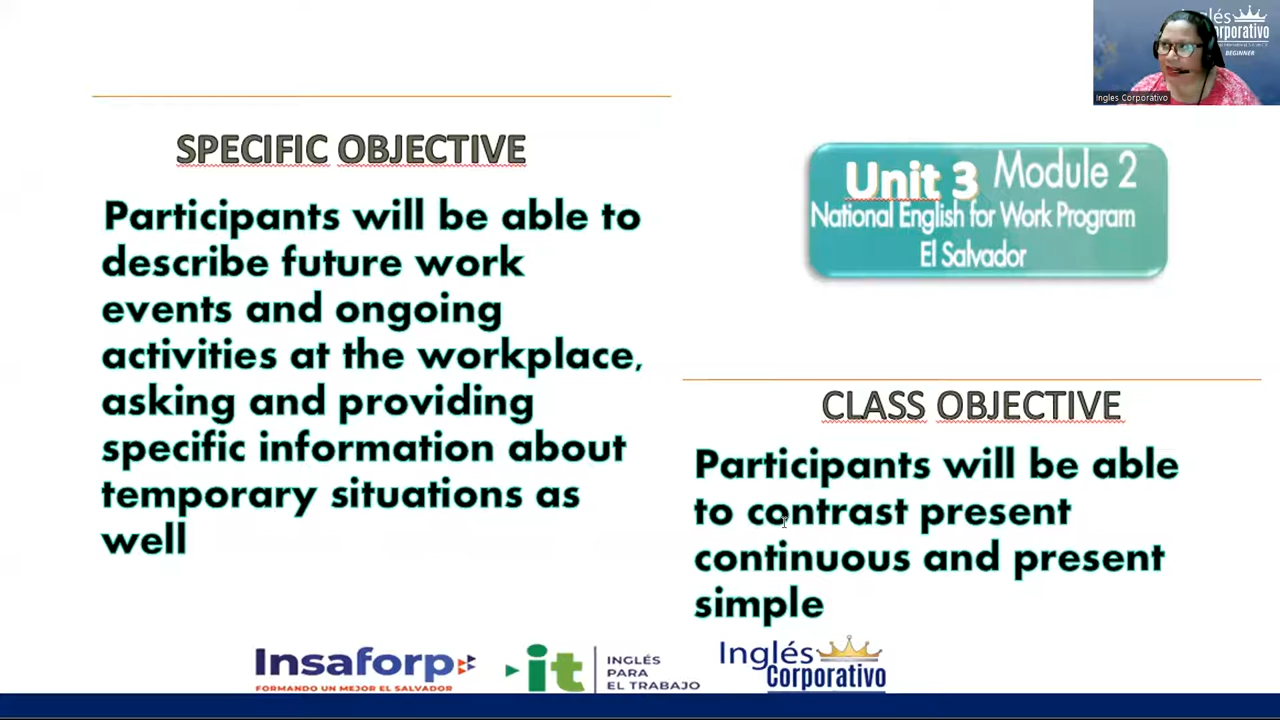 SPECIFIC OBJECTIVE
Participants will be able to
describe future work
events and ongoing
activities at the workplace,
asking and providing
specific information about
temporary situations as
well
Unit 3 Module 2
National English for Work Program
El Salvador
CLASS OBJECTIVE
Participants will be able
to contrast present
continuous and present
simple
Insaforp
FORMANDO UN MEJOR EL SALVADOR
it
INGLÉS
PARA
EL TRABAJO
Inglés
Corporativo
glés
orporativo
BEGINNER
Ingles Corporativo